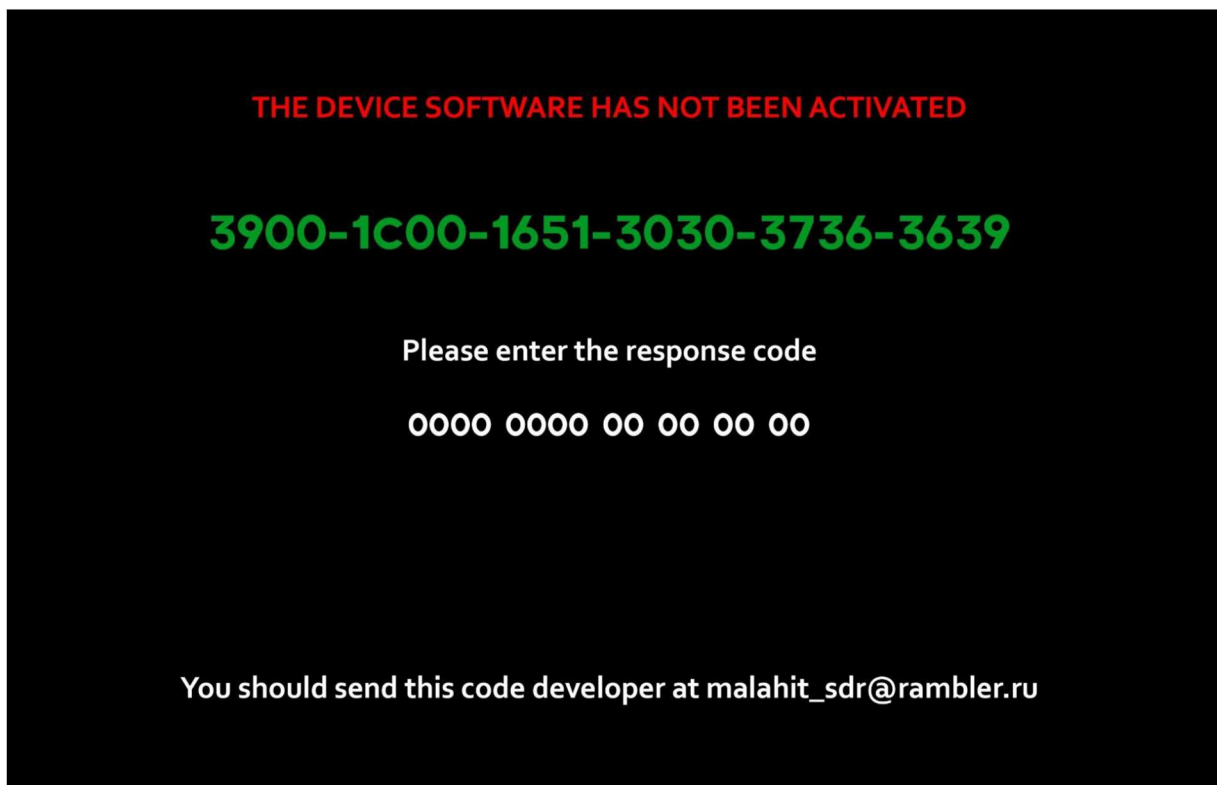 THE DEVICE SOFTWARE HAS NOT BEEN ACTIVATED
3900-1C00-1651-3030-3736-3639
Please enter the response code
0000 0000 00 00 00 00
You should send this code developer at malahit_sdr@rambler.ru